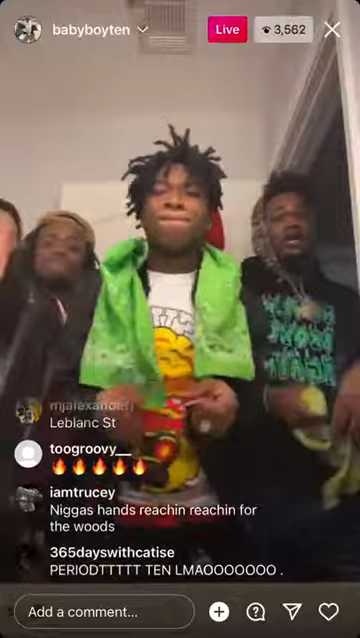 babyboyten
Live
3,562
mjalexander
Leblanc St
toogroovy__
🔥🔥🔥🔥🔥
iamtrucey
Niggas hands reachin reachin for
the woods
365dayswithcatise
PERIODTTTTT TEN LMAOOOOOOO .
Add a comment...